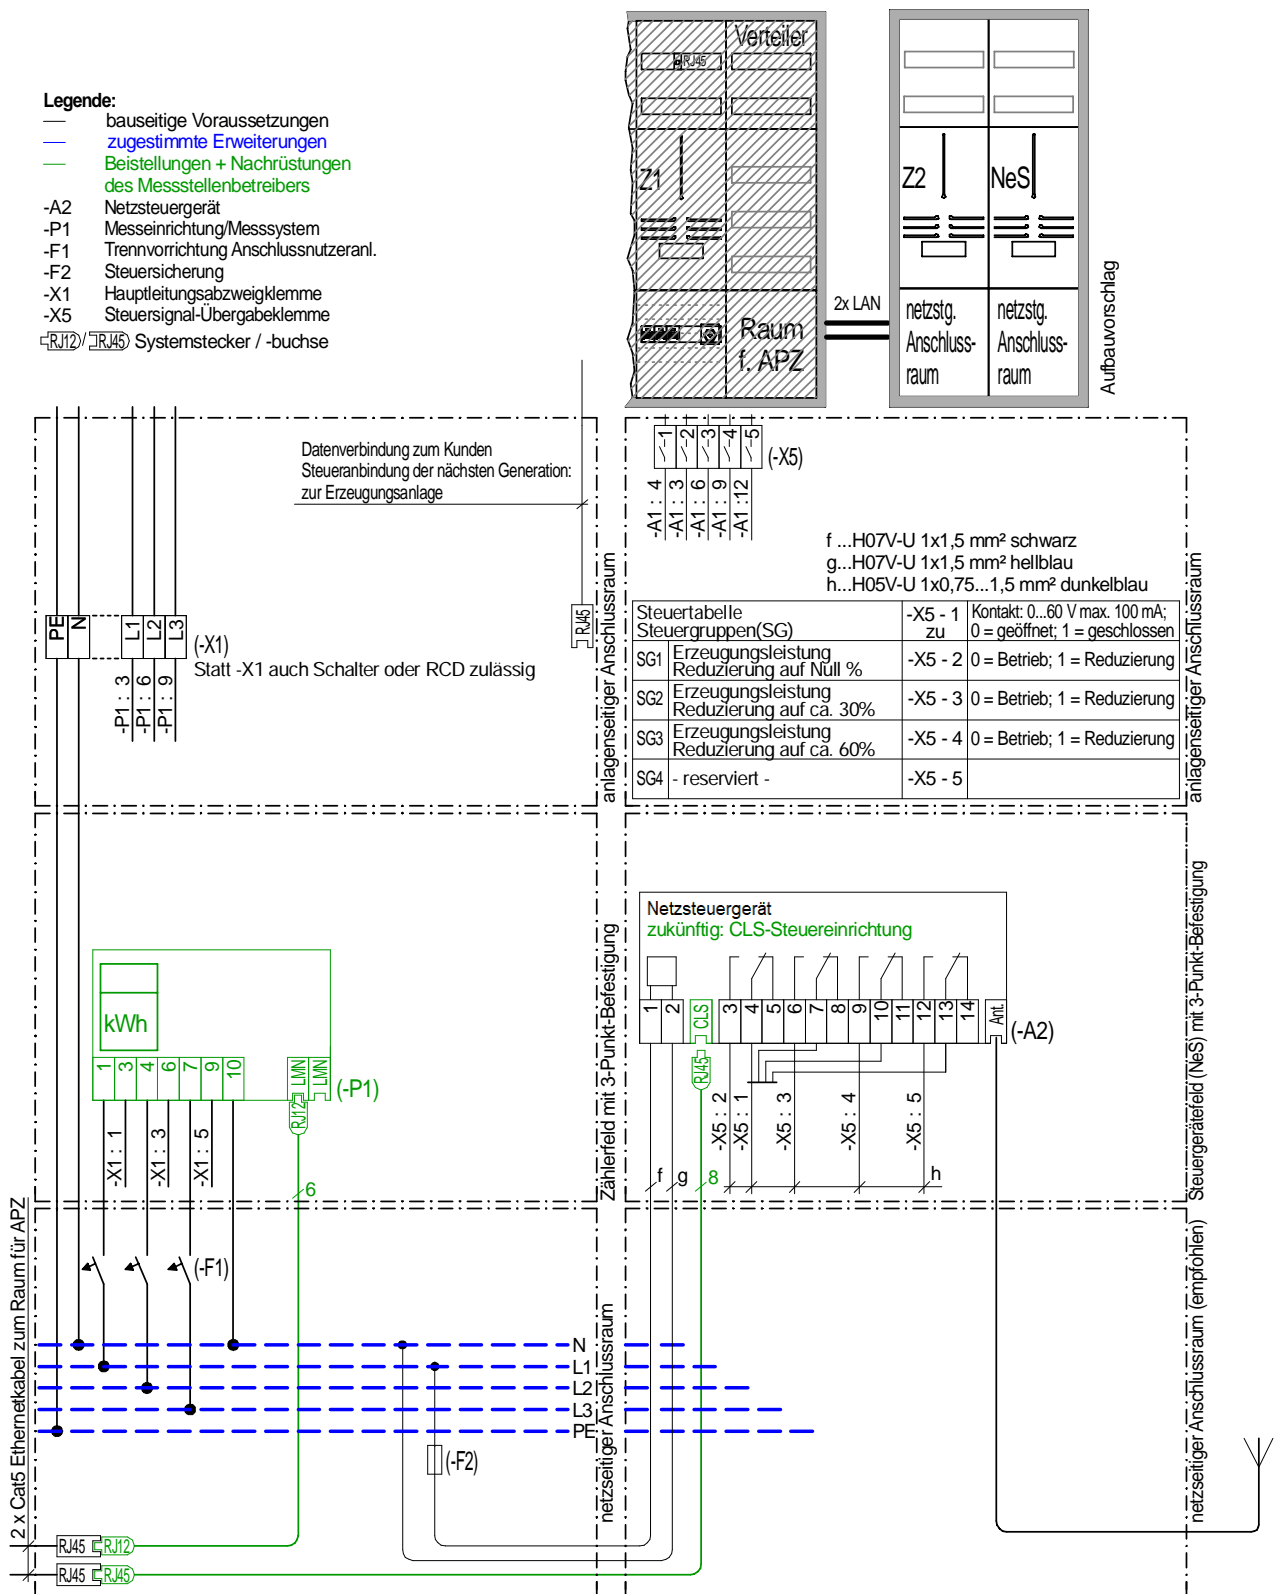 Legende:
bauseitige Voraussetzungen
zugestimmte Erweiterungen
Beistellungen + Nachrüstungen
des Messstellenbetreibers
-A2 Netzsteuergerät
-P1 Messeinrichtung/Messsystem
-F1 Trennvorrichtung Anschlussnutzeranl.
-F2 Steuersicherung
-X1 Hauptleitungsabzweigklemme
-X5 Steuersignal-Übergabeklemme
RJ12 / RJ45 Systemstecker / -buchse
Verteiler
RJ45
Z1
Raum
f. APZ
2x LAN
Z2
NeS
netzstg.
Anschluss-
raum
netzstg.
Anschluss-
raum
Aufbauvorschlag
Datenverbindung zum Kunden
Steueranbindung der nächsten Generation:
zur Erzeugungsanlage
RJ45
PE N L1 L2 L3 (-X1)
Statt -X1 auch Schalter oder RCD zulässig
-P1 : 3
-P1 : 6
-P1 : 9
anlagenseitiger Anschlussraum
1 2 3 4 5 (-X5)
-A1 : 4
-A1 : 3
-A1 : 6
-A1 : 9
-A1 :12
f ...H07V-U 1x1,5 mm² schwarz
g...H07V-U 1x1,5 mm² hellblau
h...H05V-U 1x0,75...1,5 mm² dunkelblau
Steuertabelle
Steuergruppen(SG)
-X5 - 1
zu
Kontakt: 0...60 V max. 100 mA;
0 = geöffnet; 1 = geschlossen
SG1 Erzeugungsleistung
Reduzierung auf Null %
-X5 - 2 0 = Betrieb; 1 = Reduzierung
SG2 Erzeugungsleistung
Reduzierung auf ca. 30%
-X5 - 3 0 = Betrieb; 1 = Reduzierung
SG3 Erzeugungsleistung
Reduzierung auf ca. 60%
-X5 - 4 0 = Betrieb; 1 = Reduzierung
SG4 - reserviert -
-X5 - 5
anlagenseitiger Anschlussraum
kWh
1 3 4 6 7 9 10 LMN LMN (-P1)
RJ12
-X1 : 1
-X1 : 3
-X1 : 5
6
Zählerfeld mit 3-Punkt-Befestigung
Netzsteuergerät
zukünftig: CLS-Steuereinrichtung
1 2 CLS 3 4 5 6 7 8 9 10 11 12 13 14 Ant. (-A2)
RJ45
-X5 : 2
-X5 : 1
-X5 : 3
-X5 : 4
-X5 : 5
f g 8 h
Steuergerätefeld (NeS) mit 3-Punkt-Befestigung
2 x Cat5 Ethernetkabel zum Raum für APZ
(-F1)
N
L1
L2
L3
PE
(-F2)
RJ45 RJ12
RJ45 RJ45
netzseitiger Anschlussraum
netzseitiger Anschlussraum (empfohlen)